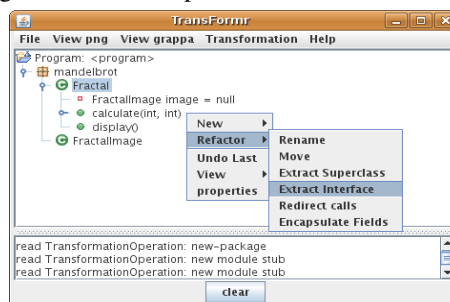 TransFormr
File View png View grappa Transformation Help
Program: <program>
mandelbrot
Fractal
FractalImage image = null
calculate(int, int)
display()
FractalImage
New
Refactor
Undo Last
View
properties
Rename
Move
Extract Superclass
Extract Interface
Redirect calls
Encapsulate Fields
read TransformationOperation: new-package
read TransformationOperation: new module stub
read TransformationOperation: new module stub
clear